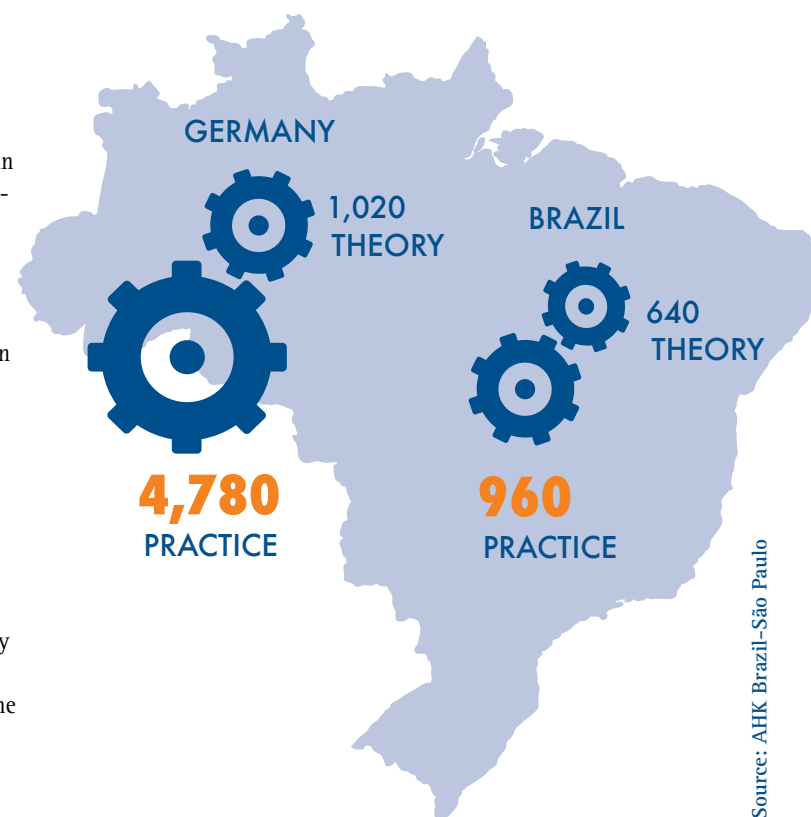 GERMANY
1,020
THEORY
4,780
PRACTICE
BRAZIL
640
THEORY
960
PRACTICE
Source: AHK Brazil-São Paulo